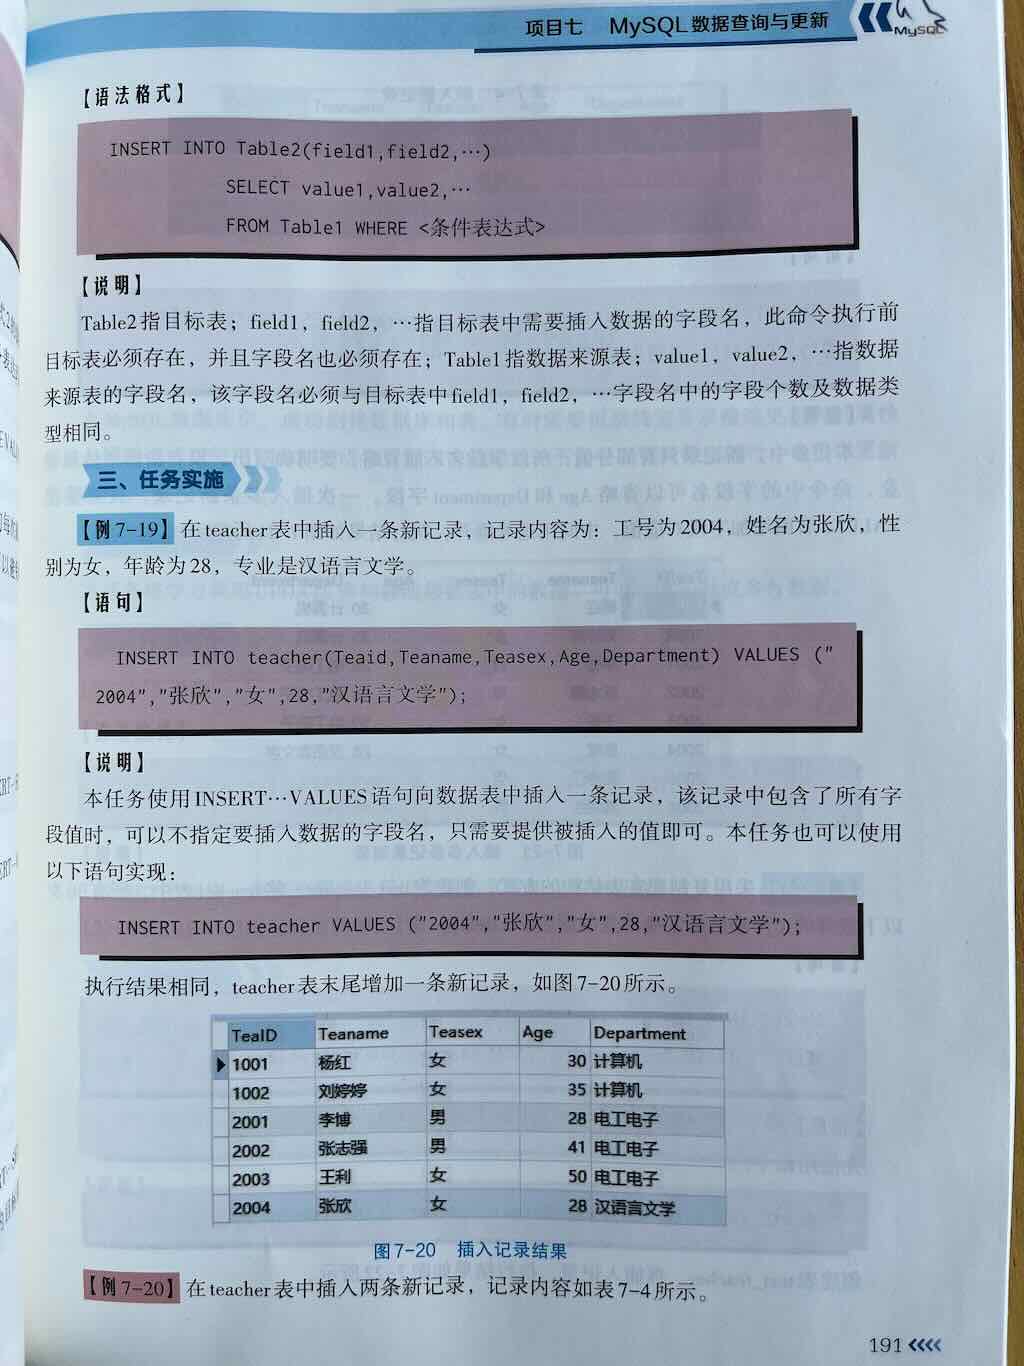 项目七 MySQL数据查询与更新
MySQL
【语法格式】
INSERT INTO Table2(field1,field2,…)
SELECT value1,value2,…
FROM Table1 WHERE <条件表达式>
【说明】
Table2指目标表；field1，field2，…指目标表中需要插入数据的字段名，此命令执行前
目标表必须存在，并且字段名也必须存在；Table1指数据来源表；value1，value2，…指数据
来源表的字段名，该字段名必须与目标表中field1，field2，…字段名中的字段个数及数据类
型相同。
三、任务实施
【例7-19】在teacher表中插入一条新记录，记录内容为：工号为2004，姓名为张欣，性
别为女，年龄为28，专业是汉语言文学。
【语句】
INSERT INTO teacher(Teaid,Teaname,Teasex,Age,Department) VALUES ("
2004","张欣","女",28,"汉语言文学");
【说明】
本任务使用INSERT…VALUES语句向数据表中插入一条记录，该记录中包含了所有字
段值时，可以不指定要插入数据的字段名，只需要提供被插入的值即可。本任务也可以使用
以下语句实现：
INSERT INTO teacher VALUES ("2004","张欣","女",28,"汉语言文学");
执行结果相同，teacher表末尾增加一条新记录，如图7-20所示。
TeaID Teaname Teasex Age Department
1001 杨红 女 30 计算机
1002 刘婷婷 女 35 计算机
2001 李博 男 28 电工电子
2002 张志强 男 41 电工电子
2003 王利 女 50 电工电子
2004 张欣 女 28 汉语言文学
图7-20 插入记录结果
【例7-20】在teacher表中插入两条新记录，记录内容如表7-4所示。
191